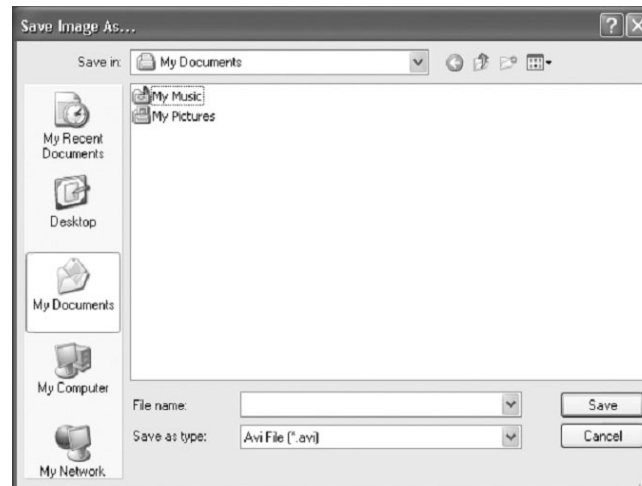 Save Image As...
Save in:
My Documents
My Music
My Pictures
My Recent
Documents
Desktop
My Documents
My Computer
My Network
File name:
Save
Save as type:
Avi File (*.avi)
Cancel